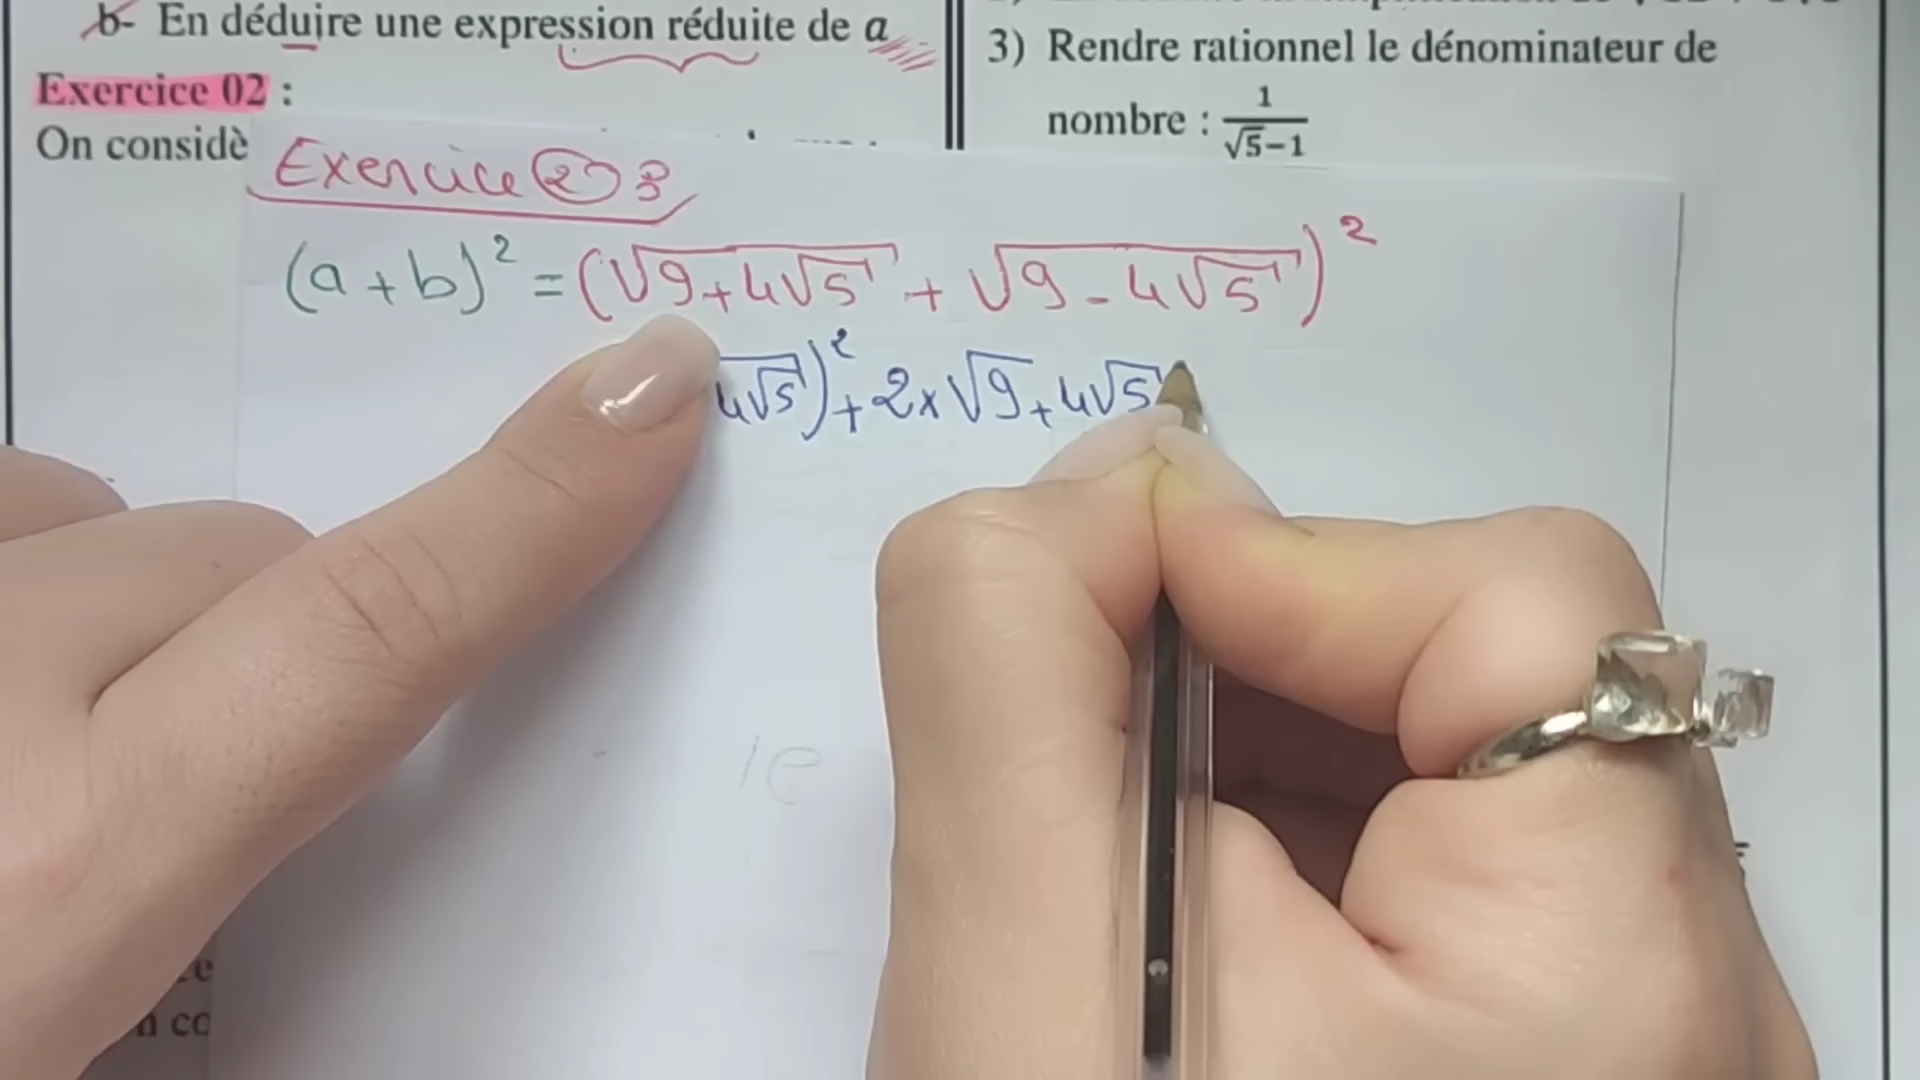 b- En déduire une expression réduite de a
Exercice 02 :
On considè
3) Rendre rationnel le dénominateur de
nombre : 1/(√5−1)
Exercice ② :
(a + b)² = (√(9+4√5) + √(9-4√5))²
4√5)² + 2×√(9+4√5)